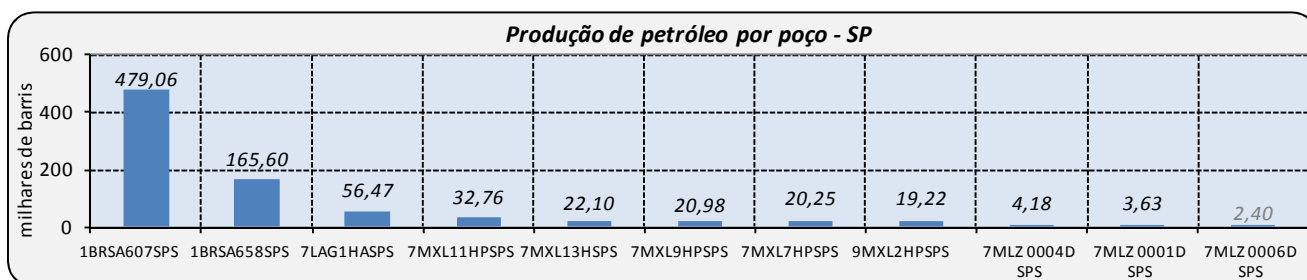 Produção de petróleo por poço - SP
milhares de barris
600
400
200
0
479,06
165,60
56,47
32,76
22,10
20,98
20,25
19,22
4,18
3,63
2,40
1BRSA607SPS
1BRSA658SPS
7LAG1HASPS
7MXL11HPSPS
7MXL13HSPS
7MXL9HPSPS
7MXL7HPSPS
9MXL2HPSPS
7MLZ 0004D
SPS
7MLZ 0001D
SPS
7MLZ 0006D
SPS